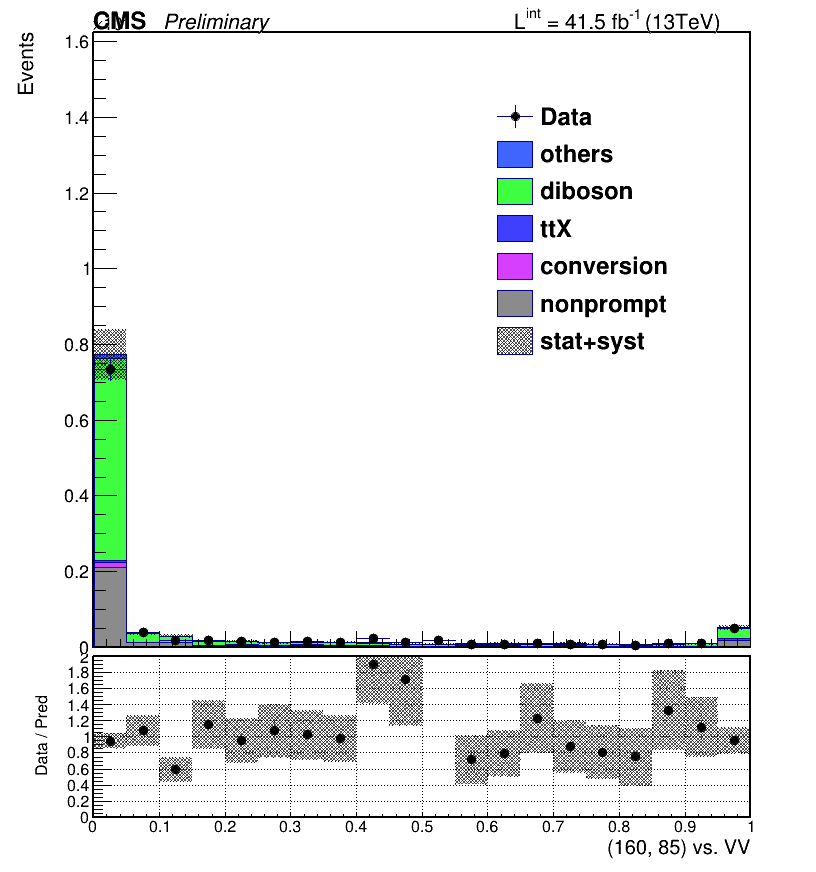 CMS Preliminary L^int = 41.5 fb^-1 (13TeV)
Events
1.6
1.4
1.2
1
0.8
0.6
0.4
0.2
0
Data
others
diboson
ttX
conversion
nonprompt
stat+syst
Data / Pred
2
1.8
1.6
1.4
1.2
1
0.8
0.6
0.4
0.2
0
0 0.1 0.2 0.3 0.4 0.5 0.6 0.7 0.8 0.9 1
(160, 85) vs. VV